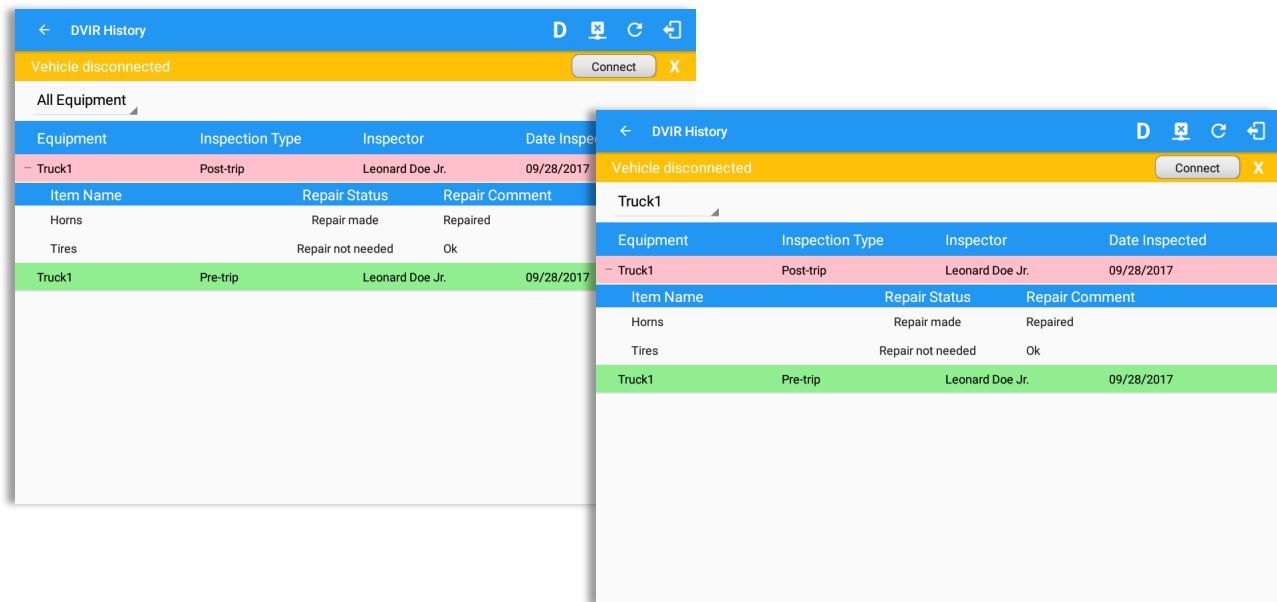 DVIR History D
Vehicle disconnected Connect X
All Equipment
Equipment Inspection Type Inspector Date Inspe
− Truck1 Post-trip Leonard Doe Jr. 09/28/2017
Item Name Repair Status Repair Comment
Horns Repair made Repaired
Tires Repair not needed Ok
Truck1 Pre-trip Leonard Doe Jr. 09/28/2017
DVIR History D
Vehicle disconnected Connect X
Truck1
Equipment Inspection Type Inspector Date Inspected
− Truck1 Post-trip Leonard Doe Jr. 09/28/2017
Item Name Repair Status Repair Comment
Horns Repair made Repaired
Tires Repair not needed Ok
Truck1 Pre-trip Leonard Doe Jr. 09/28/2017